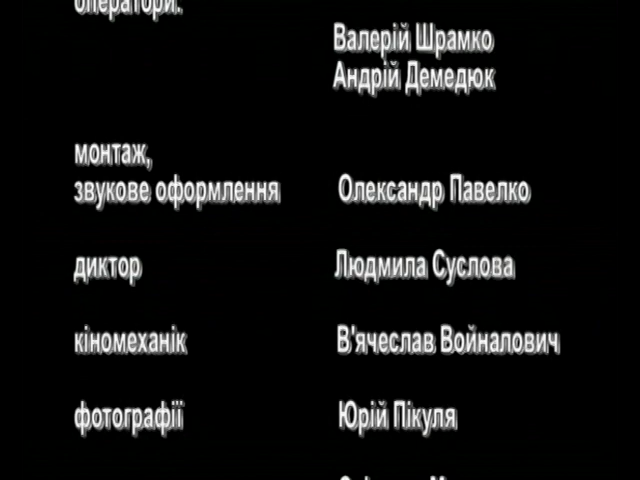 оператори:
Валерій Шрамко
Андрій Демедюк
монтаж,
звукове оформлення Олександр Павелко
диктор Людмила Суслова
кіномеханік В'ячеслав Войналович
фотографії Юрій Пікуля